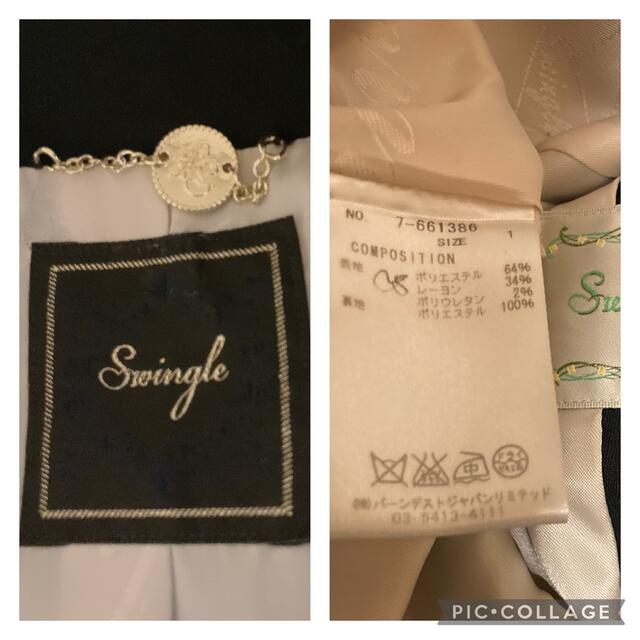 Swingle
NO. 7-661386
SIZE 1
COMPOSITION
表地 ポリエステル 64%
レーヨン 34%
ポリウレタン 2%
裏地 ポリエステル 100%
㈱バーンデストジャパンリミテッド
03-5413-4111
PIC•COLLAGE